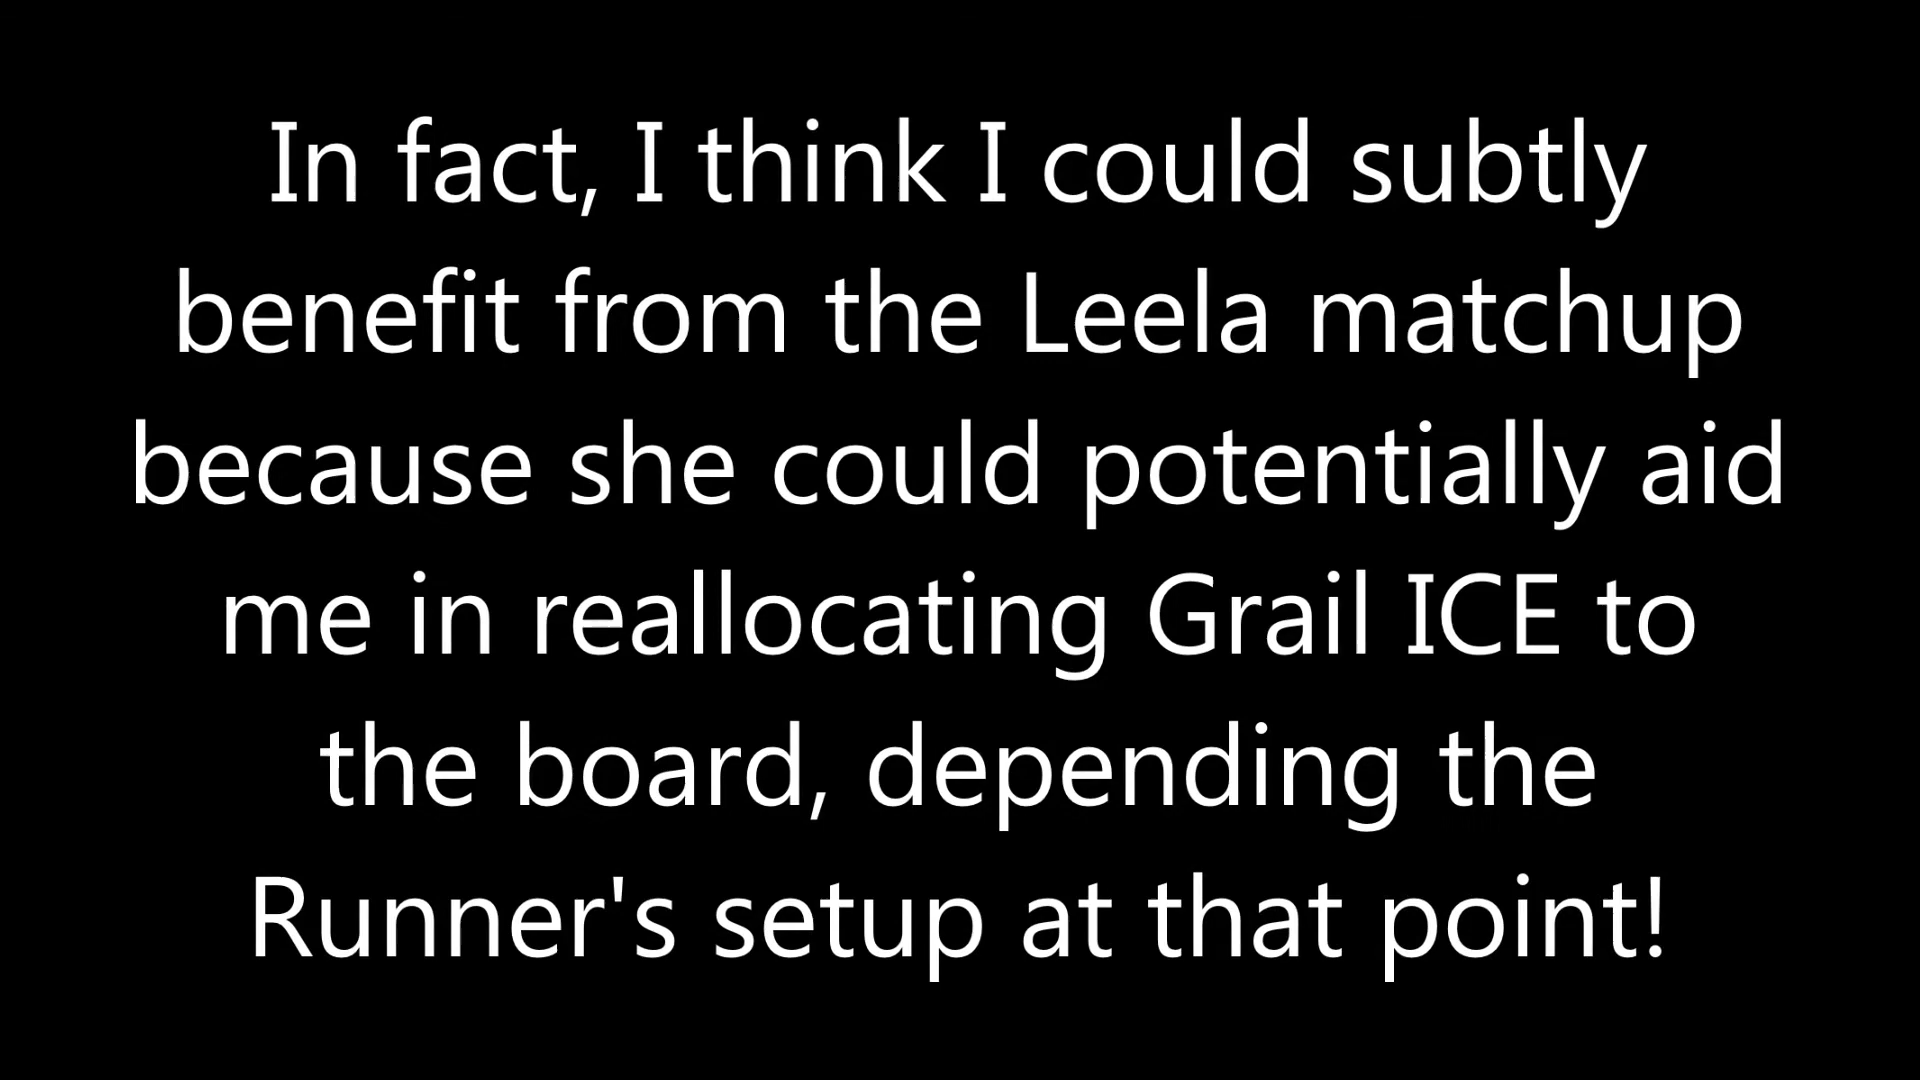 In fact, I think I could subtly
benefit from the Leela matchup
because she could potentially aid
me in reallocating Grail ICE to
the board, depending the
Runner's setup at that point!